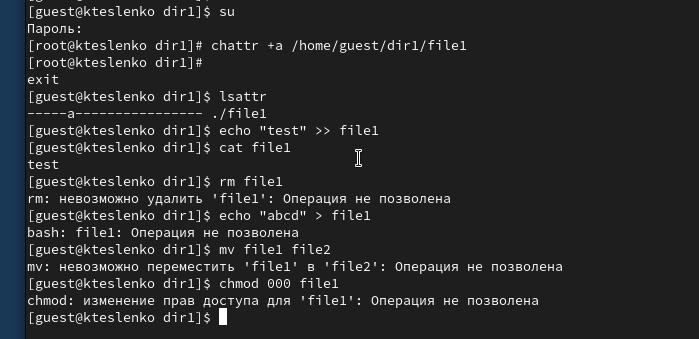 [guest@kteslenko dir1]$ su
Пароль:
[root@kteslenko dir1]# chattr +a /home/guest/dir1/file1
[root@kteslenko dir1]#
exit
[guest@kteslenko dir1]$ lsattr
-----a---------------- ./file1
[guest@kteslenko dir1]$ echo "test" >> file1
[guest@kteslenko dir1]$ cat file1
test
[guest@kteslenko dir1]$ rm file1
rm: невозможно удалить 'file1': Операция не позволена
[guest@kteslenko dir1]$ echo "abcd" > file1
bash: file1: Операция не позволена
[guest@kteslenko dir1]$ mv file1 file2
mv: невозможно переместить 'file1' в 'file2': Операция не позволена
[guest@kteslenko dir1]$ chmod 000 file1
chmod: изменение прав доступа для 'file1': Операция не позволена
[guest@kteslenko dir1]$